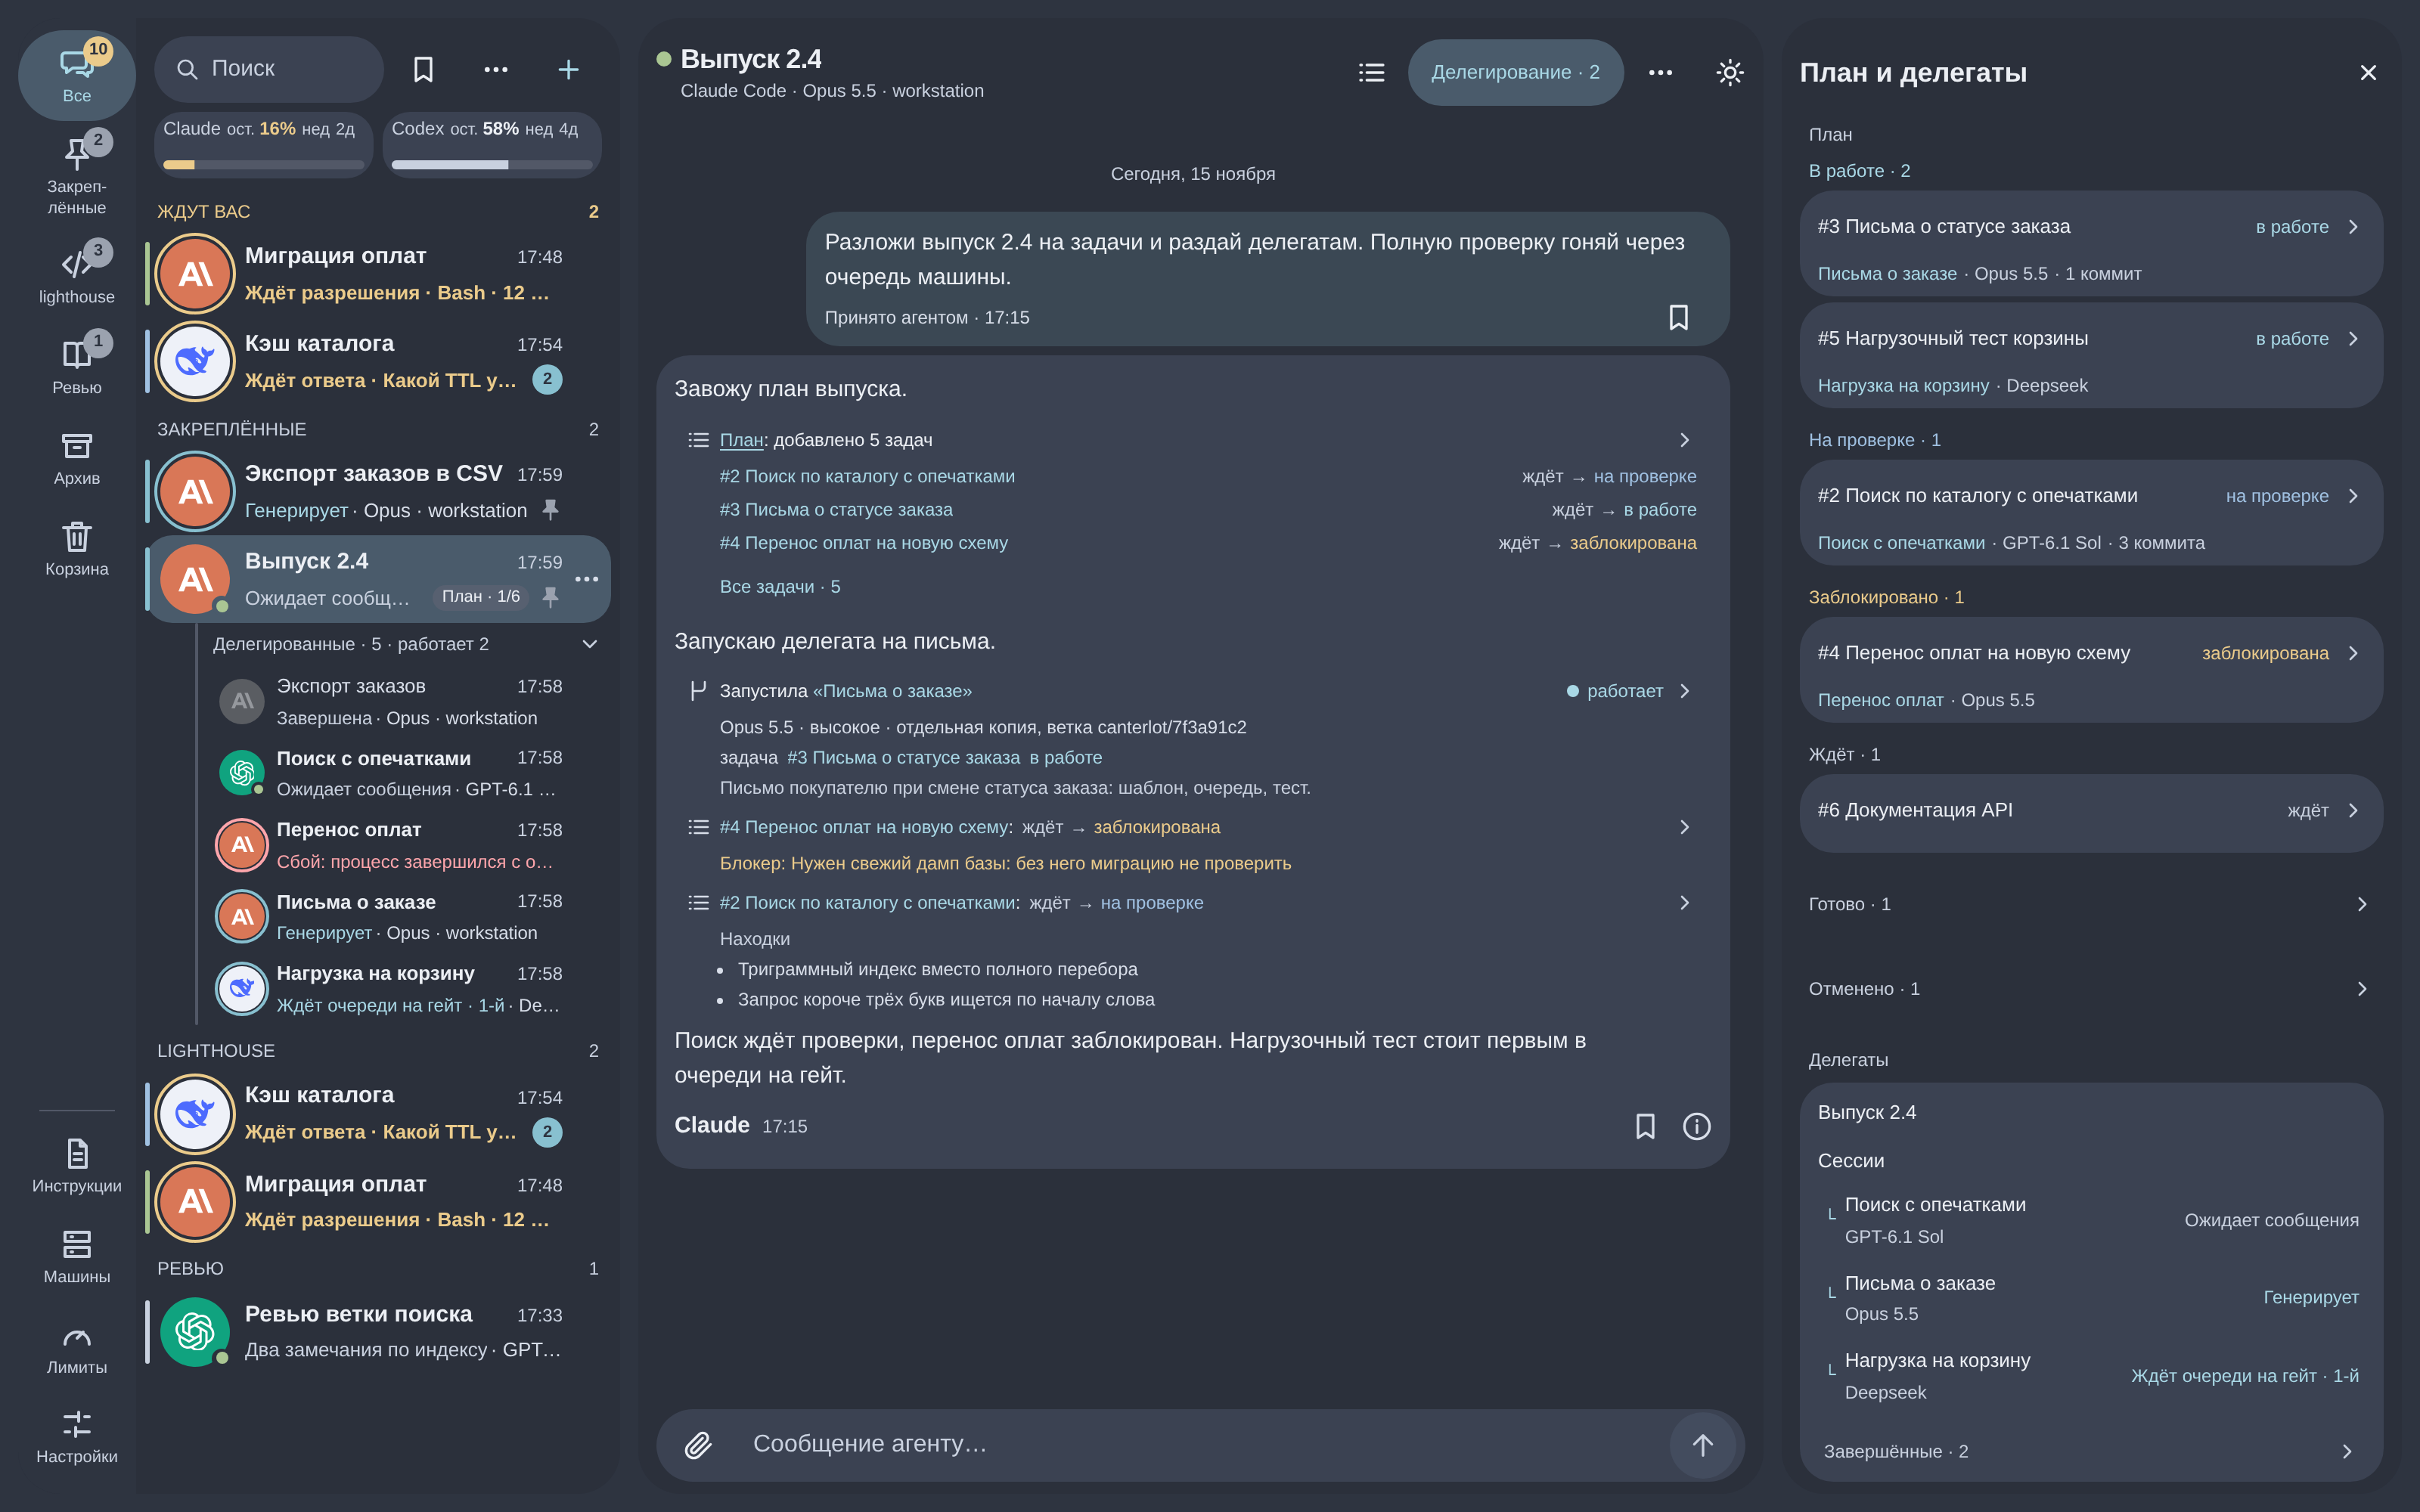 10
Все
2
Закреп-
лённые
3
lighthouse
1
Ревью
Архив
Корзина
Инструкции
Машины
Лимиты
Настройки
Поиск
Claude ост. 16% нед 2д
Codex ост. 58% нед 4д
ЖДУТ ВАС 2
Миграция оплат 17:48
Ждёт разрешения · Bash · 12 …
Кэш каталога 17:54
Ждёт ответа · Какой TTL у… 2
ЗАКРЕПЛЁННЫЕ 2
Экспорт заказов в CSV 17:59
Генерирует · Opus · workstation
Выпуск 2.4 17:59
Ожидает сообщ… План · 1/6
Делегированные · 5 · работает 2
Экспорт заказов 17:58
Завершена · Opus · workstation
Поиск с опечатками 17:58
Ожидает сообщения · GPT-6.1 …
Перенос оплат 17:58
Сбой: процесс завершился с о…
Письма о заказе 17:58
Генерирует · Opus · workstation
Нагрузка на корзину 17:58
Ждёт очереди на гейт · 1-й · De…
LIGHTHOUSE 2
Кэш каталога 17:54
Ждёт ответа · Какой TTL у… 2
Миграция оплат 17:48
Ждёт разрешения · Bash · 12 …
РЕВЬЮ 1
Ревью ветки поиска 17:33
Два замечания по индексу · GPT…
Выпуск 2.4
Claude Code · Opus 5.5 · workstation
Делегирование · 2
Сегодня, 15 ноября
Разложи выпуск 2.4 на задачи и раздай делегатам. Полную проверку гоняй через
очередь машины.
Принято агентом · 17:15
Завожу план выпуска.
План: добавлено 5 задач
#2 Поиск по каталогу с опечатками ждёт → на проверке
#3 Письма о статусе заказа ждёт → в работе
#4 Перенос оплат на новую схему ждёт → заблокирована
Все задачи · 5
Запускаю делегата на письма.
Запустила «Письма о заказе» работает
Opus 5.5 · высокое · отдельная копия, ветка canterlot/7f3a91c2
задача #3 Письма о статусе заказа в работе
Письмо покупателю при смене статуса заказа: шаблон, очередь, тест.
#4 Перенос оплат на новую схему: ждёт → заблокирована
Блокер: Нужен свежий дамп базы: без него миграцию не проверить
#2 Поиск по каталогу с опечатками: ждёт → на проверке
Находки
• Триграммный индекс вместо полного перебора
• Запрос короче трёх букв ищется по началу слова
Поиск ждёт проверки, перенос оплат заблокирован. Нагрузочный тест стоит первым в
очереди на гейт.
Claude 17:15
Сообщение агенту…
План и делегаты
План
В работе · 2
#3 Письма о статусе заказа в работе
Письма о заказе · Opus 5.5 · 1 коммит
#5 Нагрузочный тест корзины в работе
Нагрузка на корзину · Deepseek
На проверке · 1
#2 Поиск по каталогу с опечатками на проверке
Поиск с опечатками · GPT-6.1 Sol · 3 коммита
Заблокировано · 1
#4 Перенос оплат на новую схему заблокирована
Перенос оплат · Opus 5.5
Ждёт · 1
#6 Документация API ждёт
Готово · 1
Отменено · 1
Делегаты
Выпуск 2.4
Сессии
Поиск с опечатками
GPT-6.1 Sol
Ожидает сообщения
Письма о заказе
Opus 5.5
Генерирует
Нагрузка на корзину
Deepseek
Ждёт очереди на гейт · 1-й
Завершённые · 2